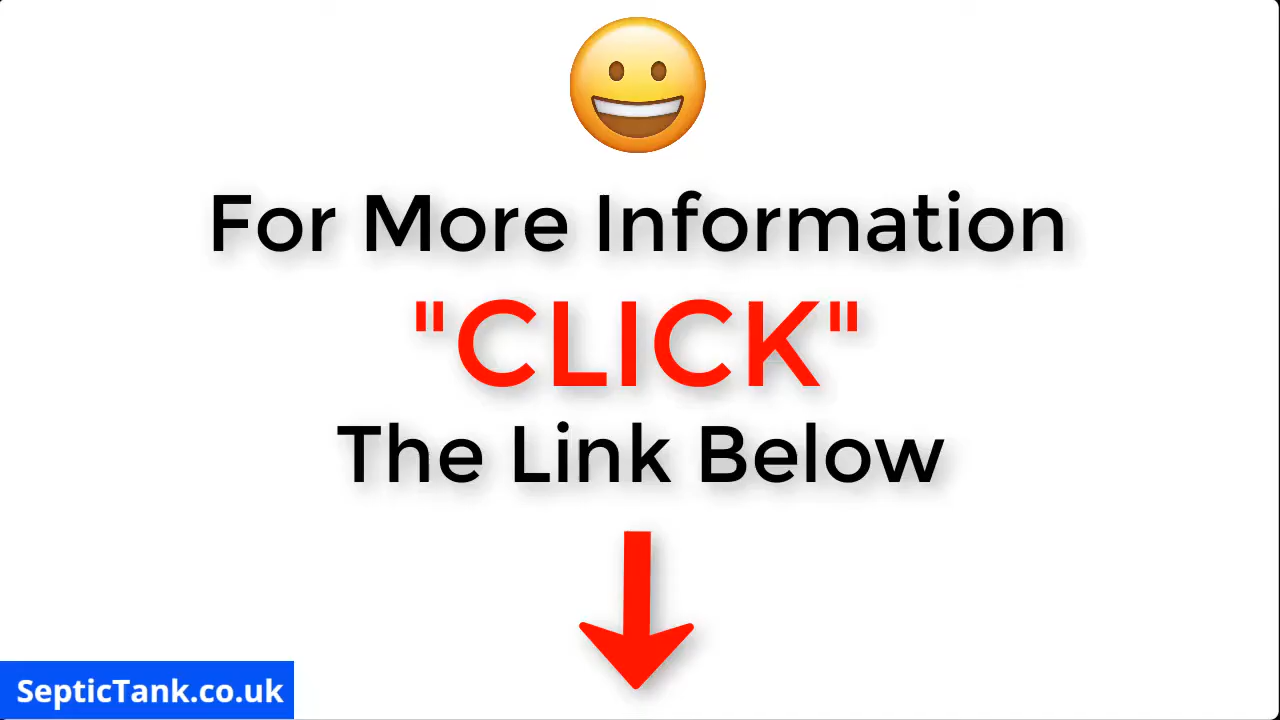 For More Information
"CLICK"
The Link Below
SepticTank.co.uk